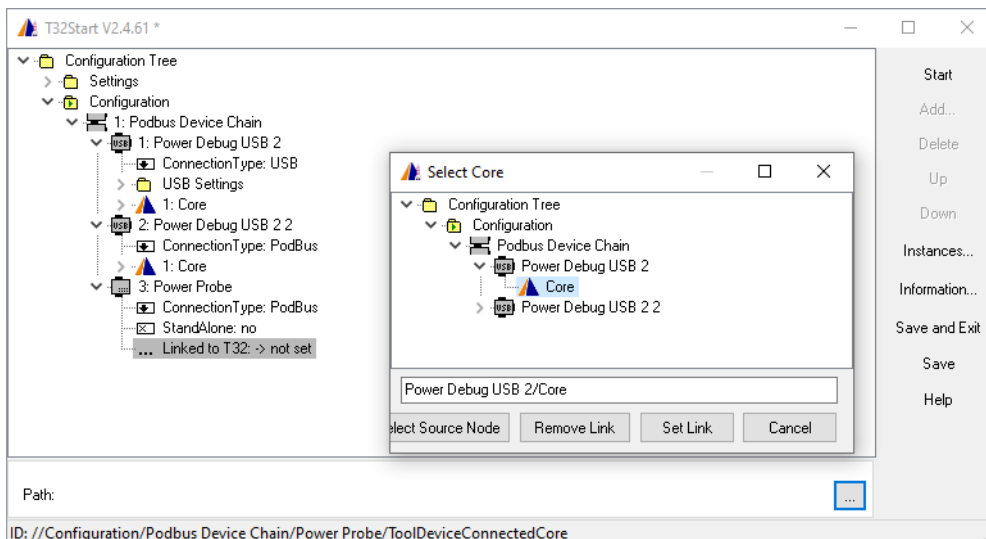 T32Start V2.4.61 *
Configuration Tree
Settings
Configuration
1: Podbus Device Chain
1: Power Debug USB 2
ConnectionType: USB
USB Settings
1: Core
2: Power Debug USB 2 2
ConnectionType: PodBus
1: Core
3: Power Probe
ConnectionType: PodBus
StandAlone: no
... Linked to T32: -> not set
Select Core
Configuration Tree
Configuration
Podbus Device Chain
Power Debug USB 2
Core
Power Debug USB 2 2
Power Debug USB 2/Core
elect Source Node
Remove Link
Set Link
Cancel
Start
Add...
Delete
Up
Down
Instances...
Information...
Save and Exit
Save
Help
Path:
...
ID: //Configuration/Podbus Device Chain/Power Probe/ToolDeviceConnectedCore